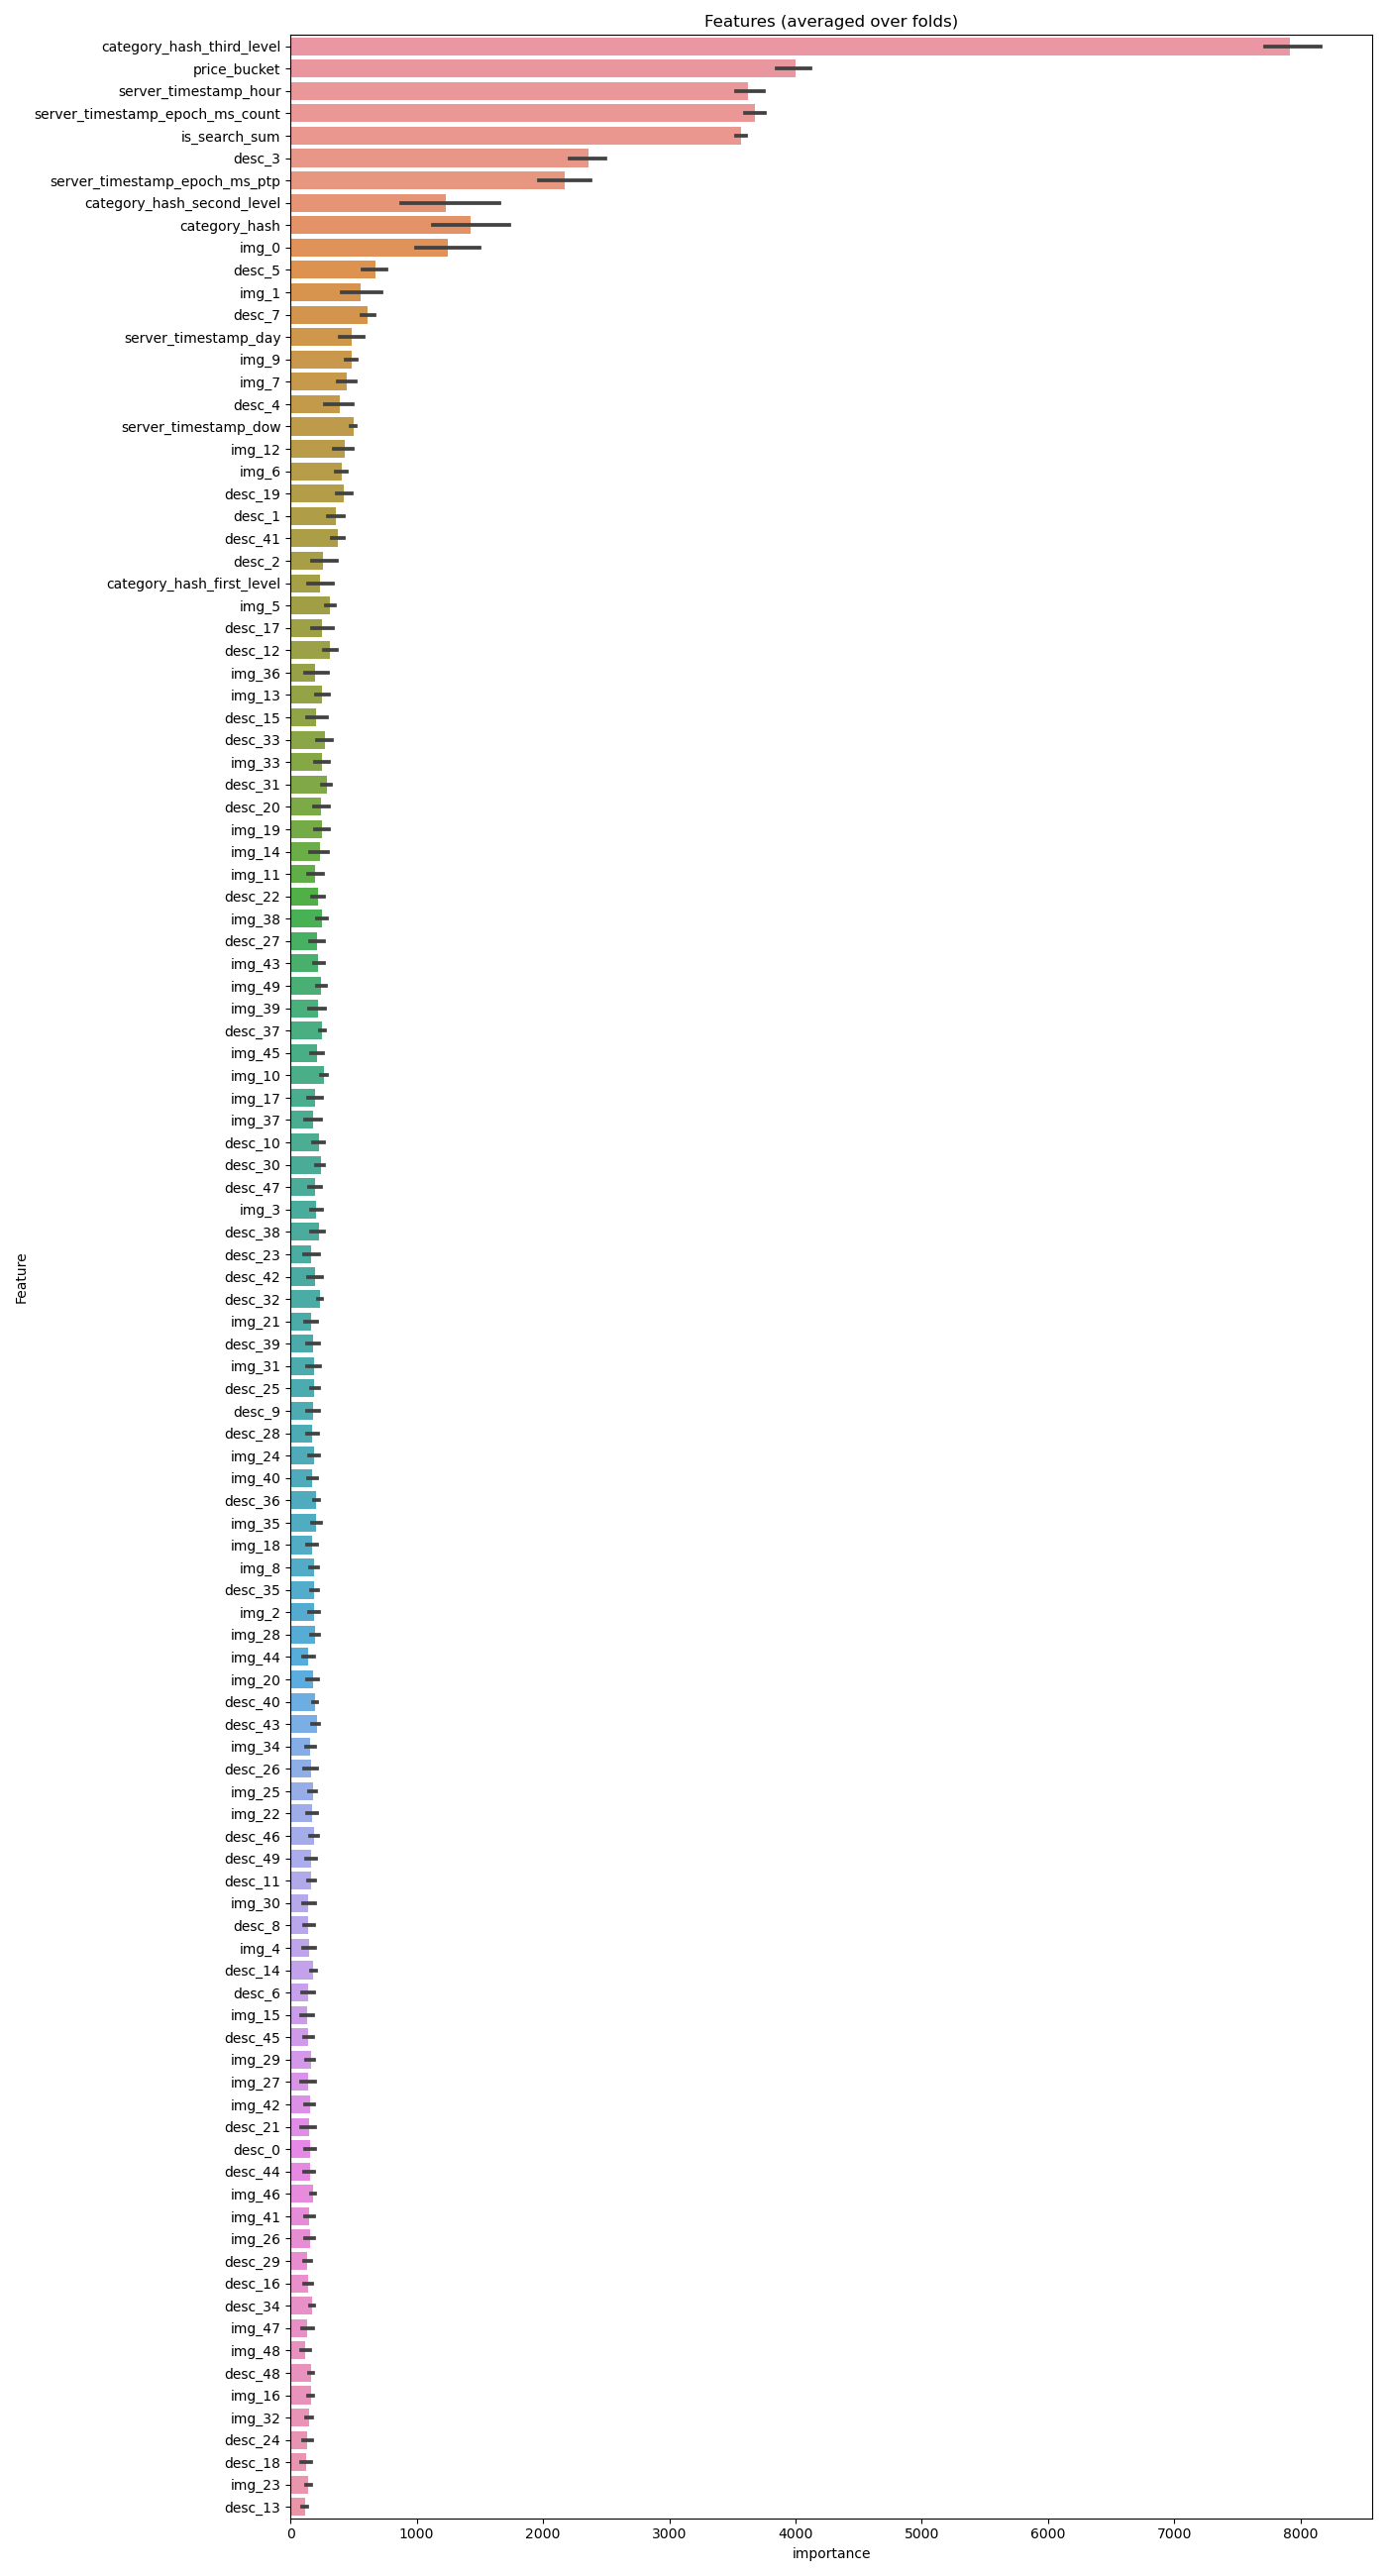 Features (averaged over folds)
category_hash_third_level
price_bucket
server_timestamp_hour
server_timestamp_epoch_ms_count
is_search_sum
desc_3
server_timestamp_epoch_ms_ptp
category_hash_second_level
category_hash
img_0
desc_5
img_1
desc_7
server_timestamp_day
img_9
img_7
desc_4
server_timestamp_dow
img_12
img_6
desc_19
desc_1
desc_41
desc_2
category_hash_first_level
img_5
desc_17
desc_12
img_36
img_13
desc_15
desc_33
img_33
desc_31
desc_20
img_19
img_14
img_11
desc_22
img_38
desc_27
img_43
img_49
img_39
desc_37
img_45
img_10
img_17
img_37
desc_10
desc_30
desc_47
img_3
desc_38
desc_23
desc_42
desc_32
img_21
desc_39
img_31
desc_25
desc_9
desc_28
img_24
img_40
desc_36
img_35
img_18
img_8
desc_35
img_2
img_28
img_44
img_20
desc_40
desc_43
img_34
desc_26
img_25
img_22
desc_46
desc_49
desc_11
img_30
desc_8
img_4
desc_14
desc_6
img_15
desc_45
img_29
img_27
img_42
desc_21
desc_0
desc_44
img_46
img_41
img_26
desc_29
desc_16
desc_34
img_47
img_48
desc_48
img_16
img_32
desc_24
desc_18
img_23
desc_13
Feature
0 1000 2000 3000 4000 5000 6000 7000 8000
importance